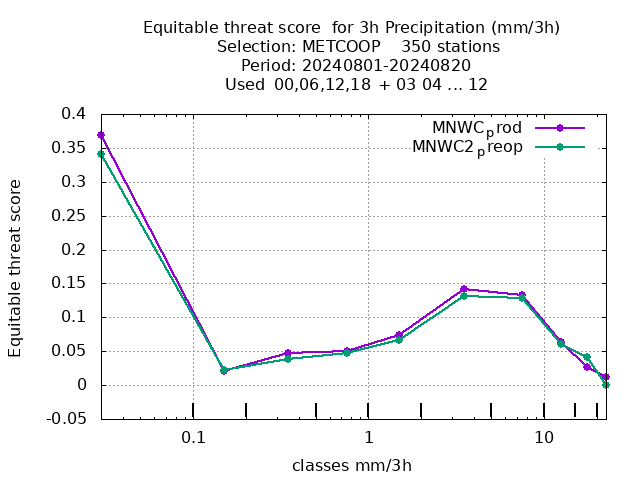 Equitable threat score  for 3h Precipitation (mm/3h)
Selection: METCOOP    350 stations
Period: 20240801-20240820
Used  00,06,12,18  + 03 04 ... 12
MNWCprod
MNWC2preop
0.4
0.35
0.3
0.25
0.2
0.15
0.1
0.05
0
-0.05
Equitable threat score
0.1 1 10
classes mm/3h